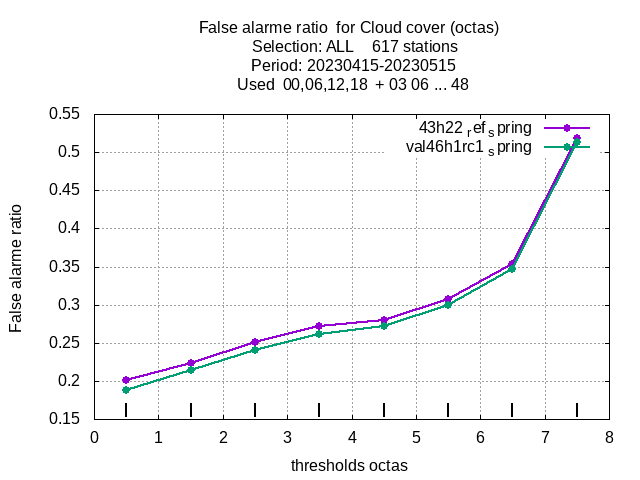 False alarme ratio for Cloud cover (octas)
Selection: ALL 617 stations
Period: 20230415-20230515
Used 00,06,12,18 + 03 06 ... 48
43h22 ref spring
val46h1rc1 spring
False alarme ratio
0.55
0.5
0.45
0.4
0.35
0.3
0.25
0.2
0.15
0 1 2 3 4 5 6 7 8
thresholds octas